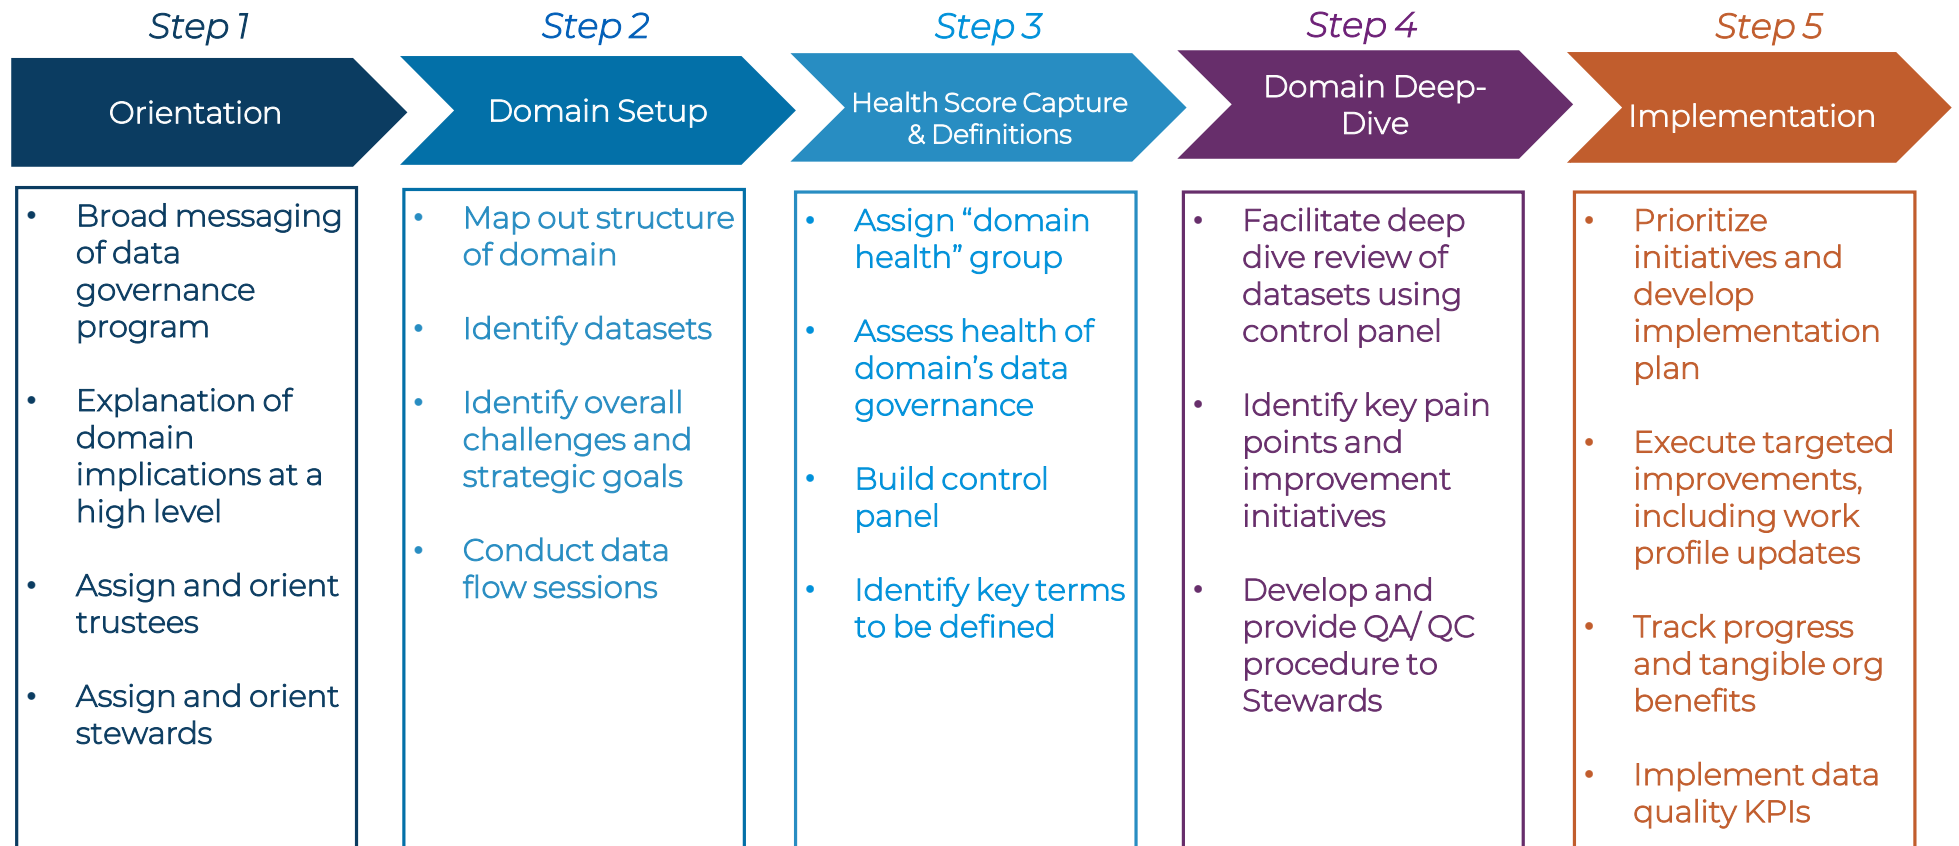 Step 1
Orientation
• Broad messaging
of data
governance
program
• Explanation of
domain
implications at a
high level
• Assign and orient
trustees
• Assign and orient
stewards
Step 2
Domain Setup
• Map out structure
of domain
• Identify datasets
• Identify overall
challenges and
strategic goals
• Conduct data
flow sessions
Step 3
Health Score Capture
& Definitions
• Assign “domain
health” group
• Assess health of
domain’s data
governance
• Build control
panel
• Identify key terms
to be defined
Step 4
Domain Deep-
Dive
• Facilitate deep
dive review of
datasets using
control panel
• Identify key pain
points and
improvement
initiatives
• Develop and
provide QA/ QC
procedure to
Stewards
Step 5
Implementation
• Prioritize
initiatives and
develop
implementation
plan
• Execute targeted
improvements,
including work
profile updates
• Track progress
and tangible org
benefits
• Implement data
quality KPIs